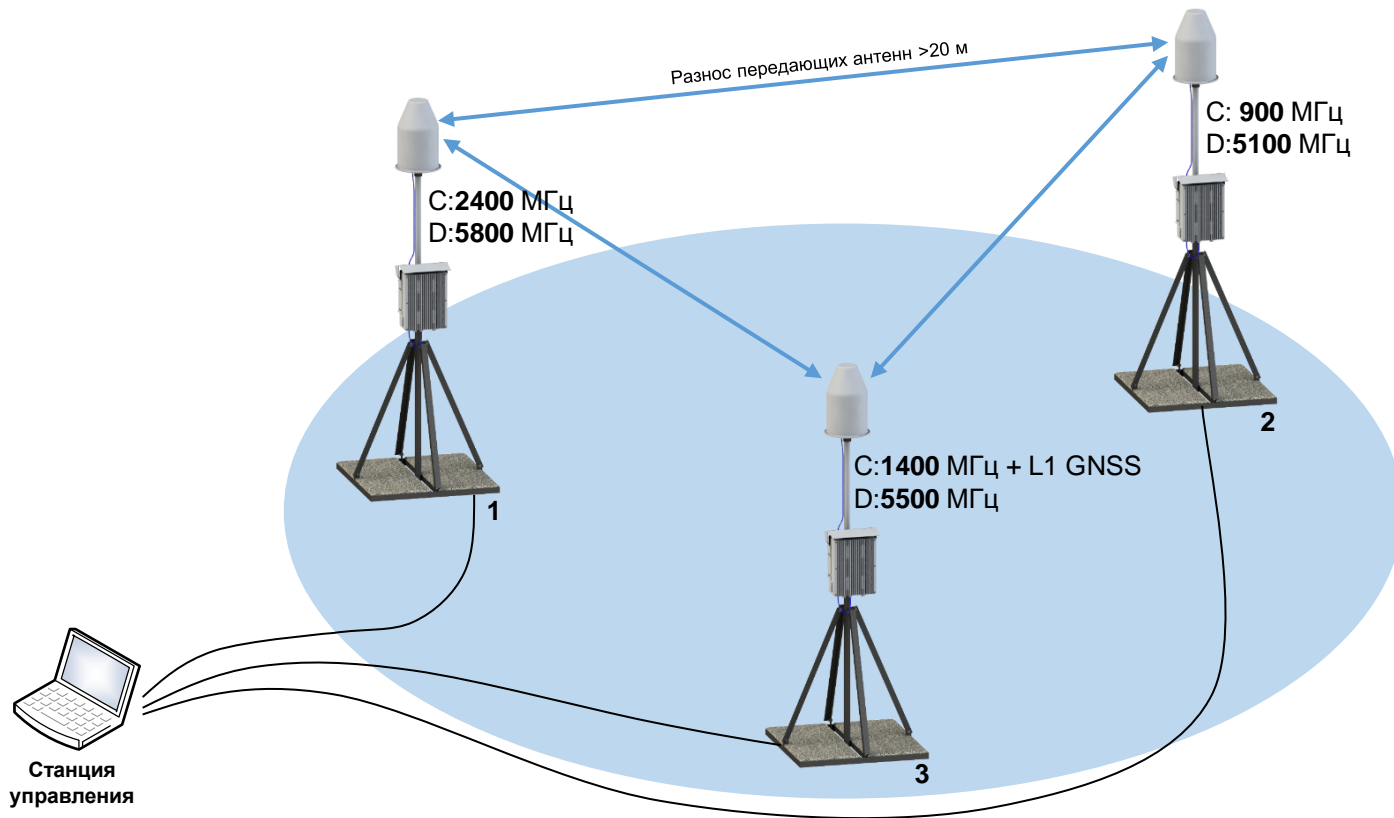 Разнос передающих антенн >20 м
C: 900 МГц
D:5100 МГц
C:2400 МГц
D:5800 МГц
2
C:1400 МГц + L1 GNSS
D:5500 МГц
1
3
Станция
управления